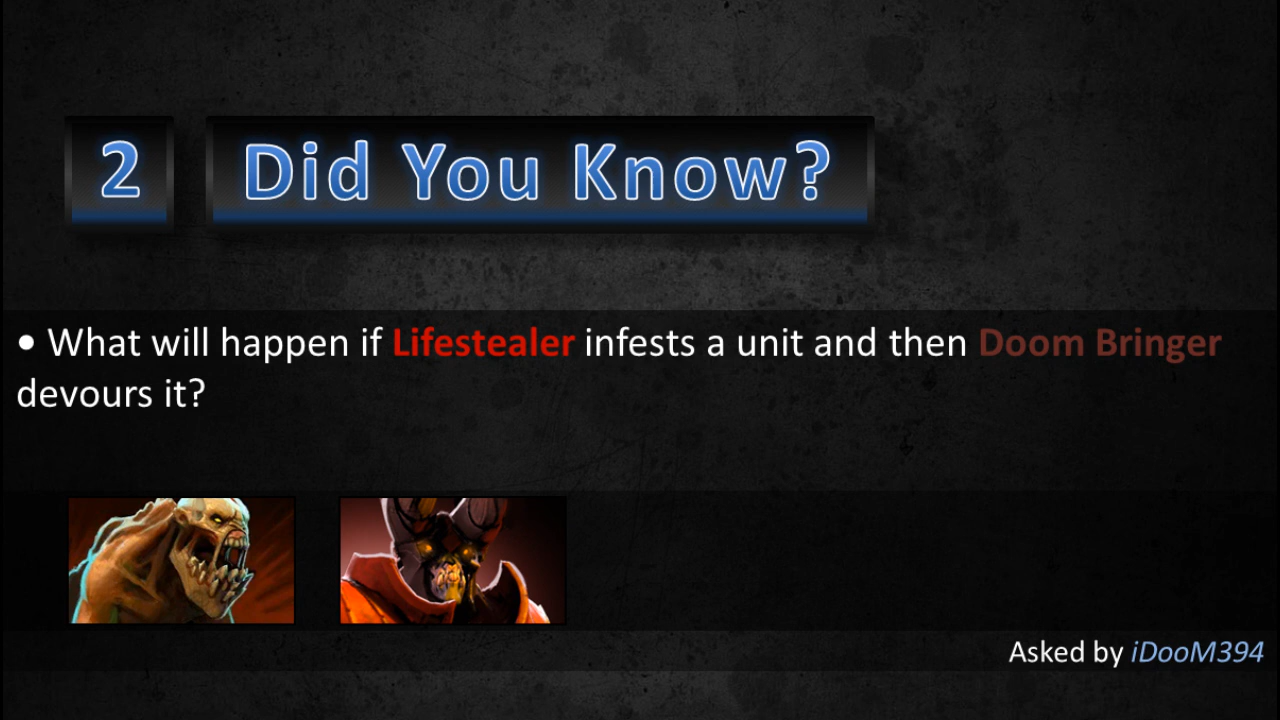 2 Did You Know?
• What will happen if Lifestealer infests a unit and then Doom Bringer
devours it?
Asked by iDooM394